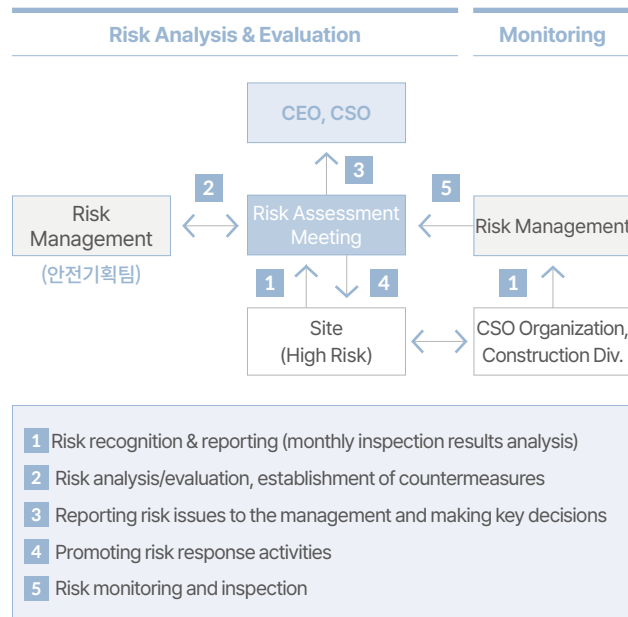 Risk Analysis & Evaluation
Monitoring
CEO, CSO
3
2
5
Risk
Management
(안전기획팀)
Risk Assessment
Meeting
Risk Management
1
4
1
Site
(High Risk)
CSO Organization,
Construction Div.
1 Risk recognition & reporting (monthly inspection results analysis)
2 Risk analysis/evaluation, establishment of countermeasures
3 Reporting risk issues to the management and making key decisions
4 Promoting risk response activities
5 Risk monitoring and inspection